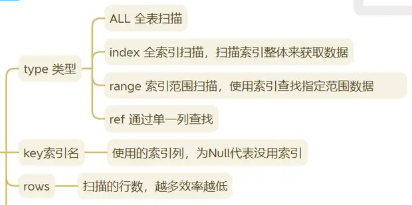 ALL 全表扫描
type 类型
index 全索引扫描，扫描索引整体来获取数据
range 索引范围扫描，使用索引查找指定范围数据
ref 通过单一列查找
key索引名
使用的索引列，为Null代表没用索引
rows
扫描的行数，越多效率越低